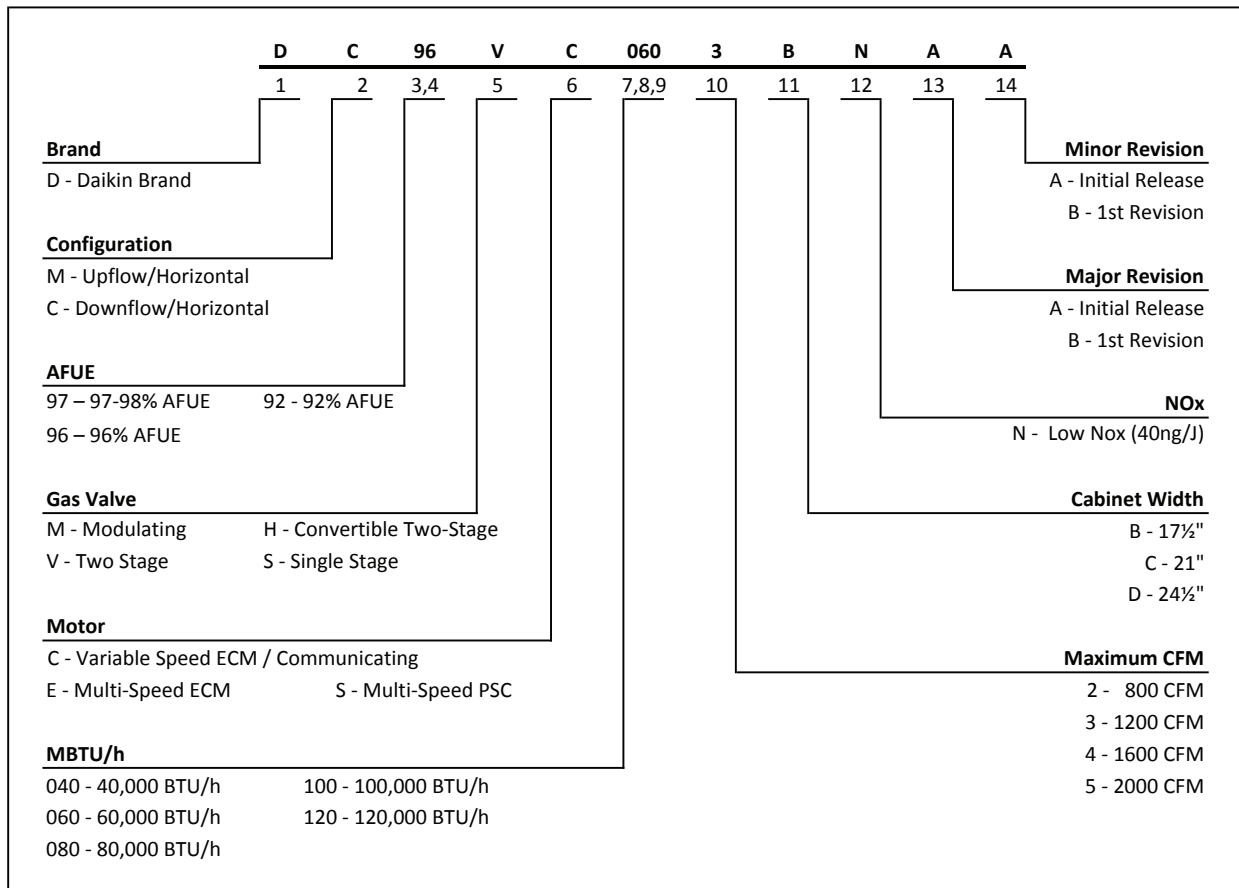 D C 96 V C 060 3 B N A A
1 2 3,4 5 6 7,8,9 10 11 12 13 14
Brand
D - Daikin Brand
Configuration
M - Upflow/Horizontal
C - Downflow/Horizontal
AFUE
97 – 97-98% AFUE 92 - 92% AFUE
96 – 96% AFUE
Gas Valve
M - Modulating H - Convertible Two-Stage
V - Two Stage S - Single Stage
Motor
C - Variable Speed ECM / Communicating
E - Multi-Speed ECM S - Multi-Speed PSC
MBTU/h
040 - 40,000 BTU/h 100 - 100,000 BTU/h
060 - 60,000 BTU/h 120 - 120,000 BTU/h
080 - 80,000 BTU/h
Minor Revision
A - Initial Release
B - 1st Revision
Major Revision
A - Initial Release
B - 1st Revision
NOx
N - Low Nox (40ng/J)
Cabinet Width
B - 17½"
C - 21"
D - 24½"
Maximum CFM
2 - 800 CFM
3 - 1200 CFM
4 - 1600 CFM
5 - 2000 CFM